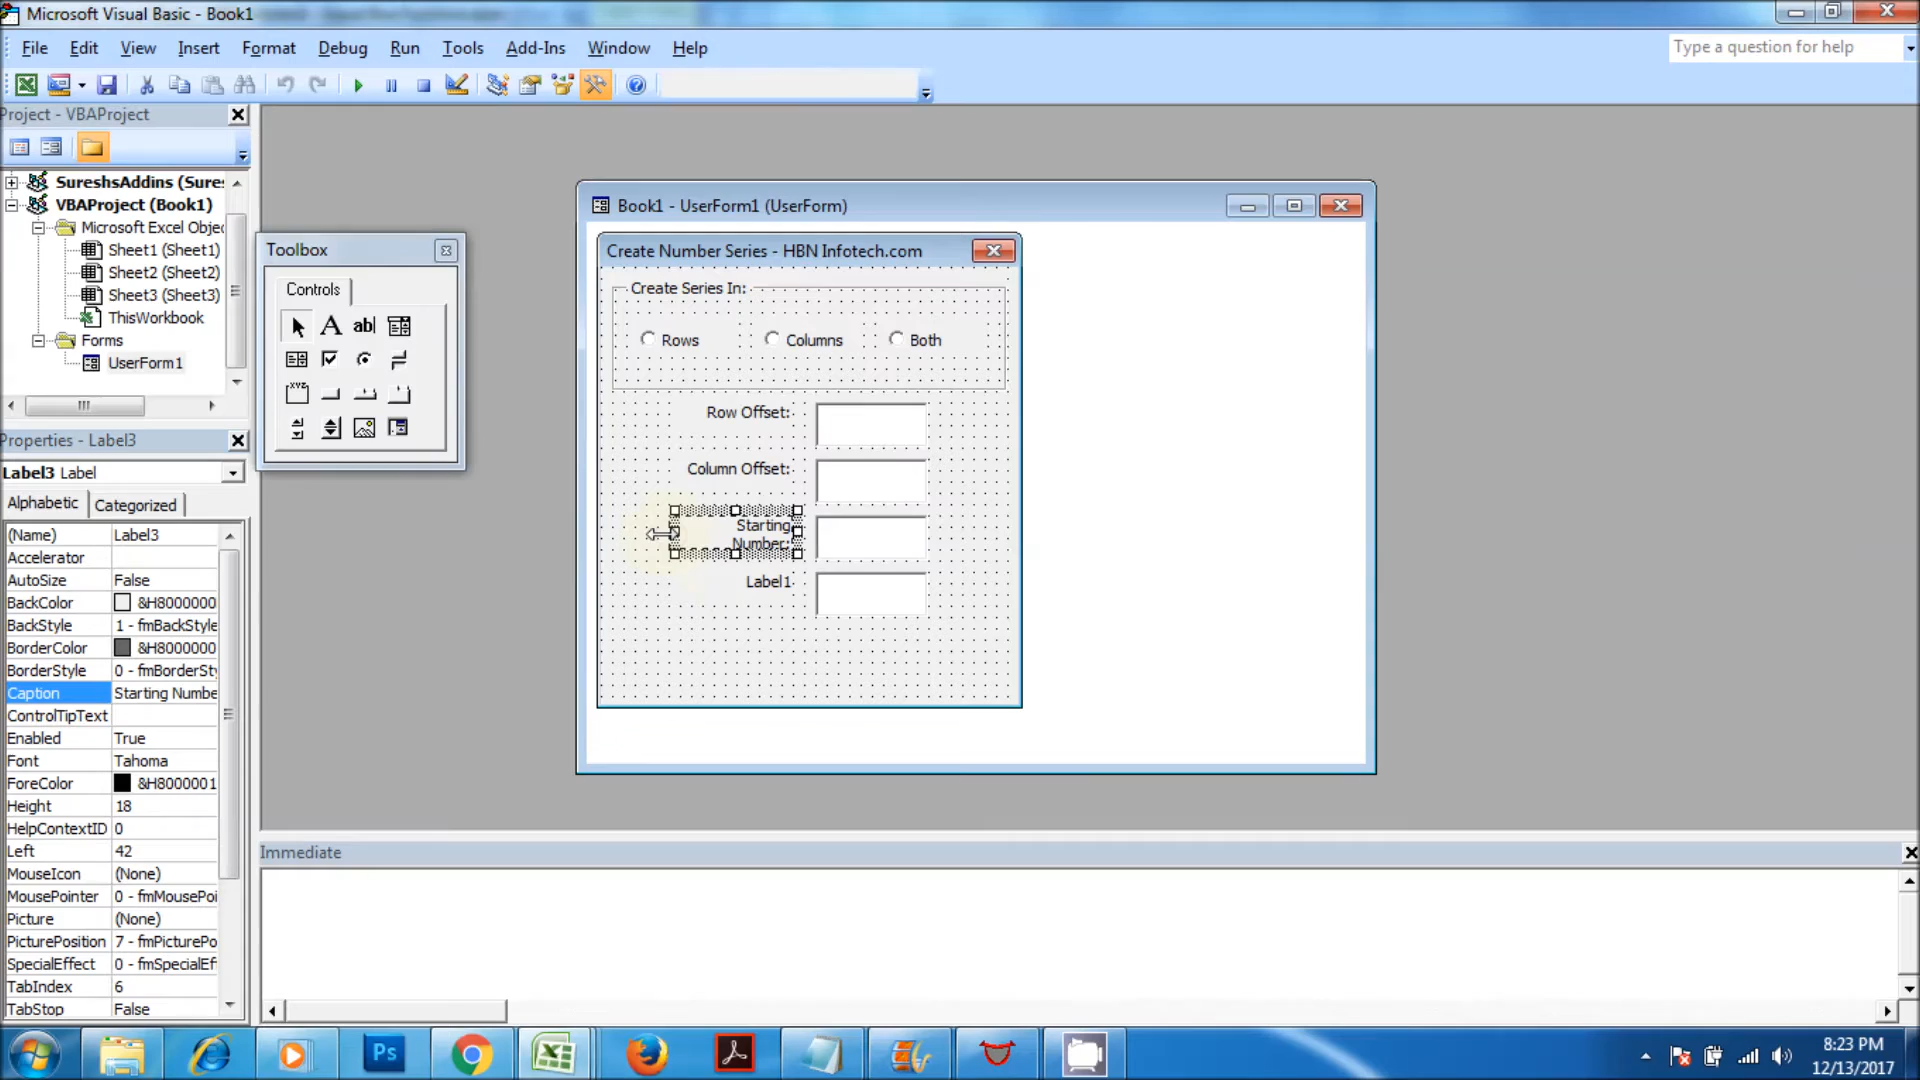 Microsoft Visual Basic - Book1
File Edit View Insert Format Debug Run Tools Add-Ins Window Help
Type a question for help
Project - VBAProject
SureshsAddins (Sure
VBAProject (Book1)
Microsoft Excel Objec
Sheet1 (Sheet1)
Sheet2 (Sheet2)
Sheet3 (Sheet3)
ThisWorkbook
Forms
UserForm1
Toolbox
Controls
A ab|
XYZ
Book1 - UserForm1 (UserForm)
Create Number Series - HBN Infotech.com
Create Series In:
Rows Columns Both
Row Offset:
Column Offset:
Starting
Number:
Label1
Properties - Label3
Label3 Label
Alphabetic Categorized
(Name) Label3
Accelerator
AutoSize False
BackColor &H8000000
BackStyle 1 - fmBackStyle
BorderColor &H8000000
BorderStyle 0 - fmBorderSty
Caption Starting Numbe
ControlTipText
Enabled True
Font Tahoma
ForeColor &H8000001
Height 18
HelpContextID 0
Left 42
MouseIcon (None)
MousePointer 0 - fmMousePoi
Picture (None)
PicturePosition 7 - fmPicturePo
SpecialEffect 0 - fmSpecialEff
TabIndex 6
TabStop False
Immediate
Ps
8:23 PM
12/13/2017